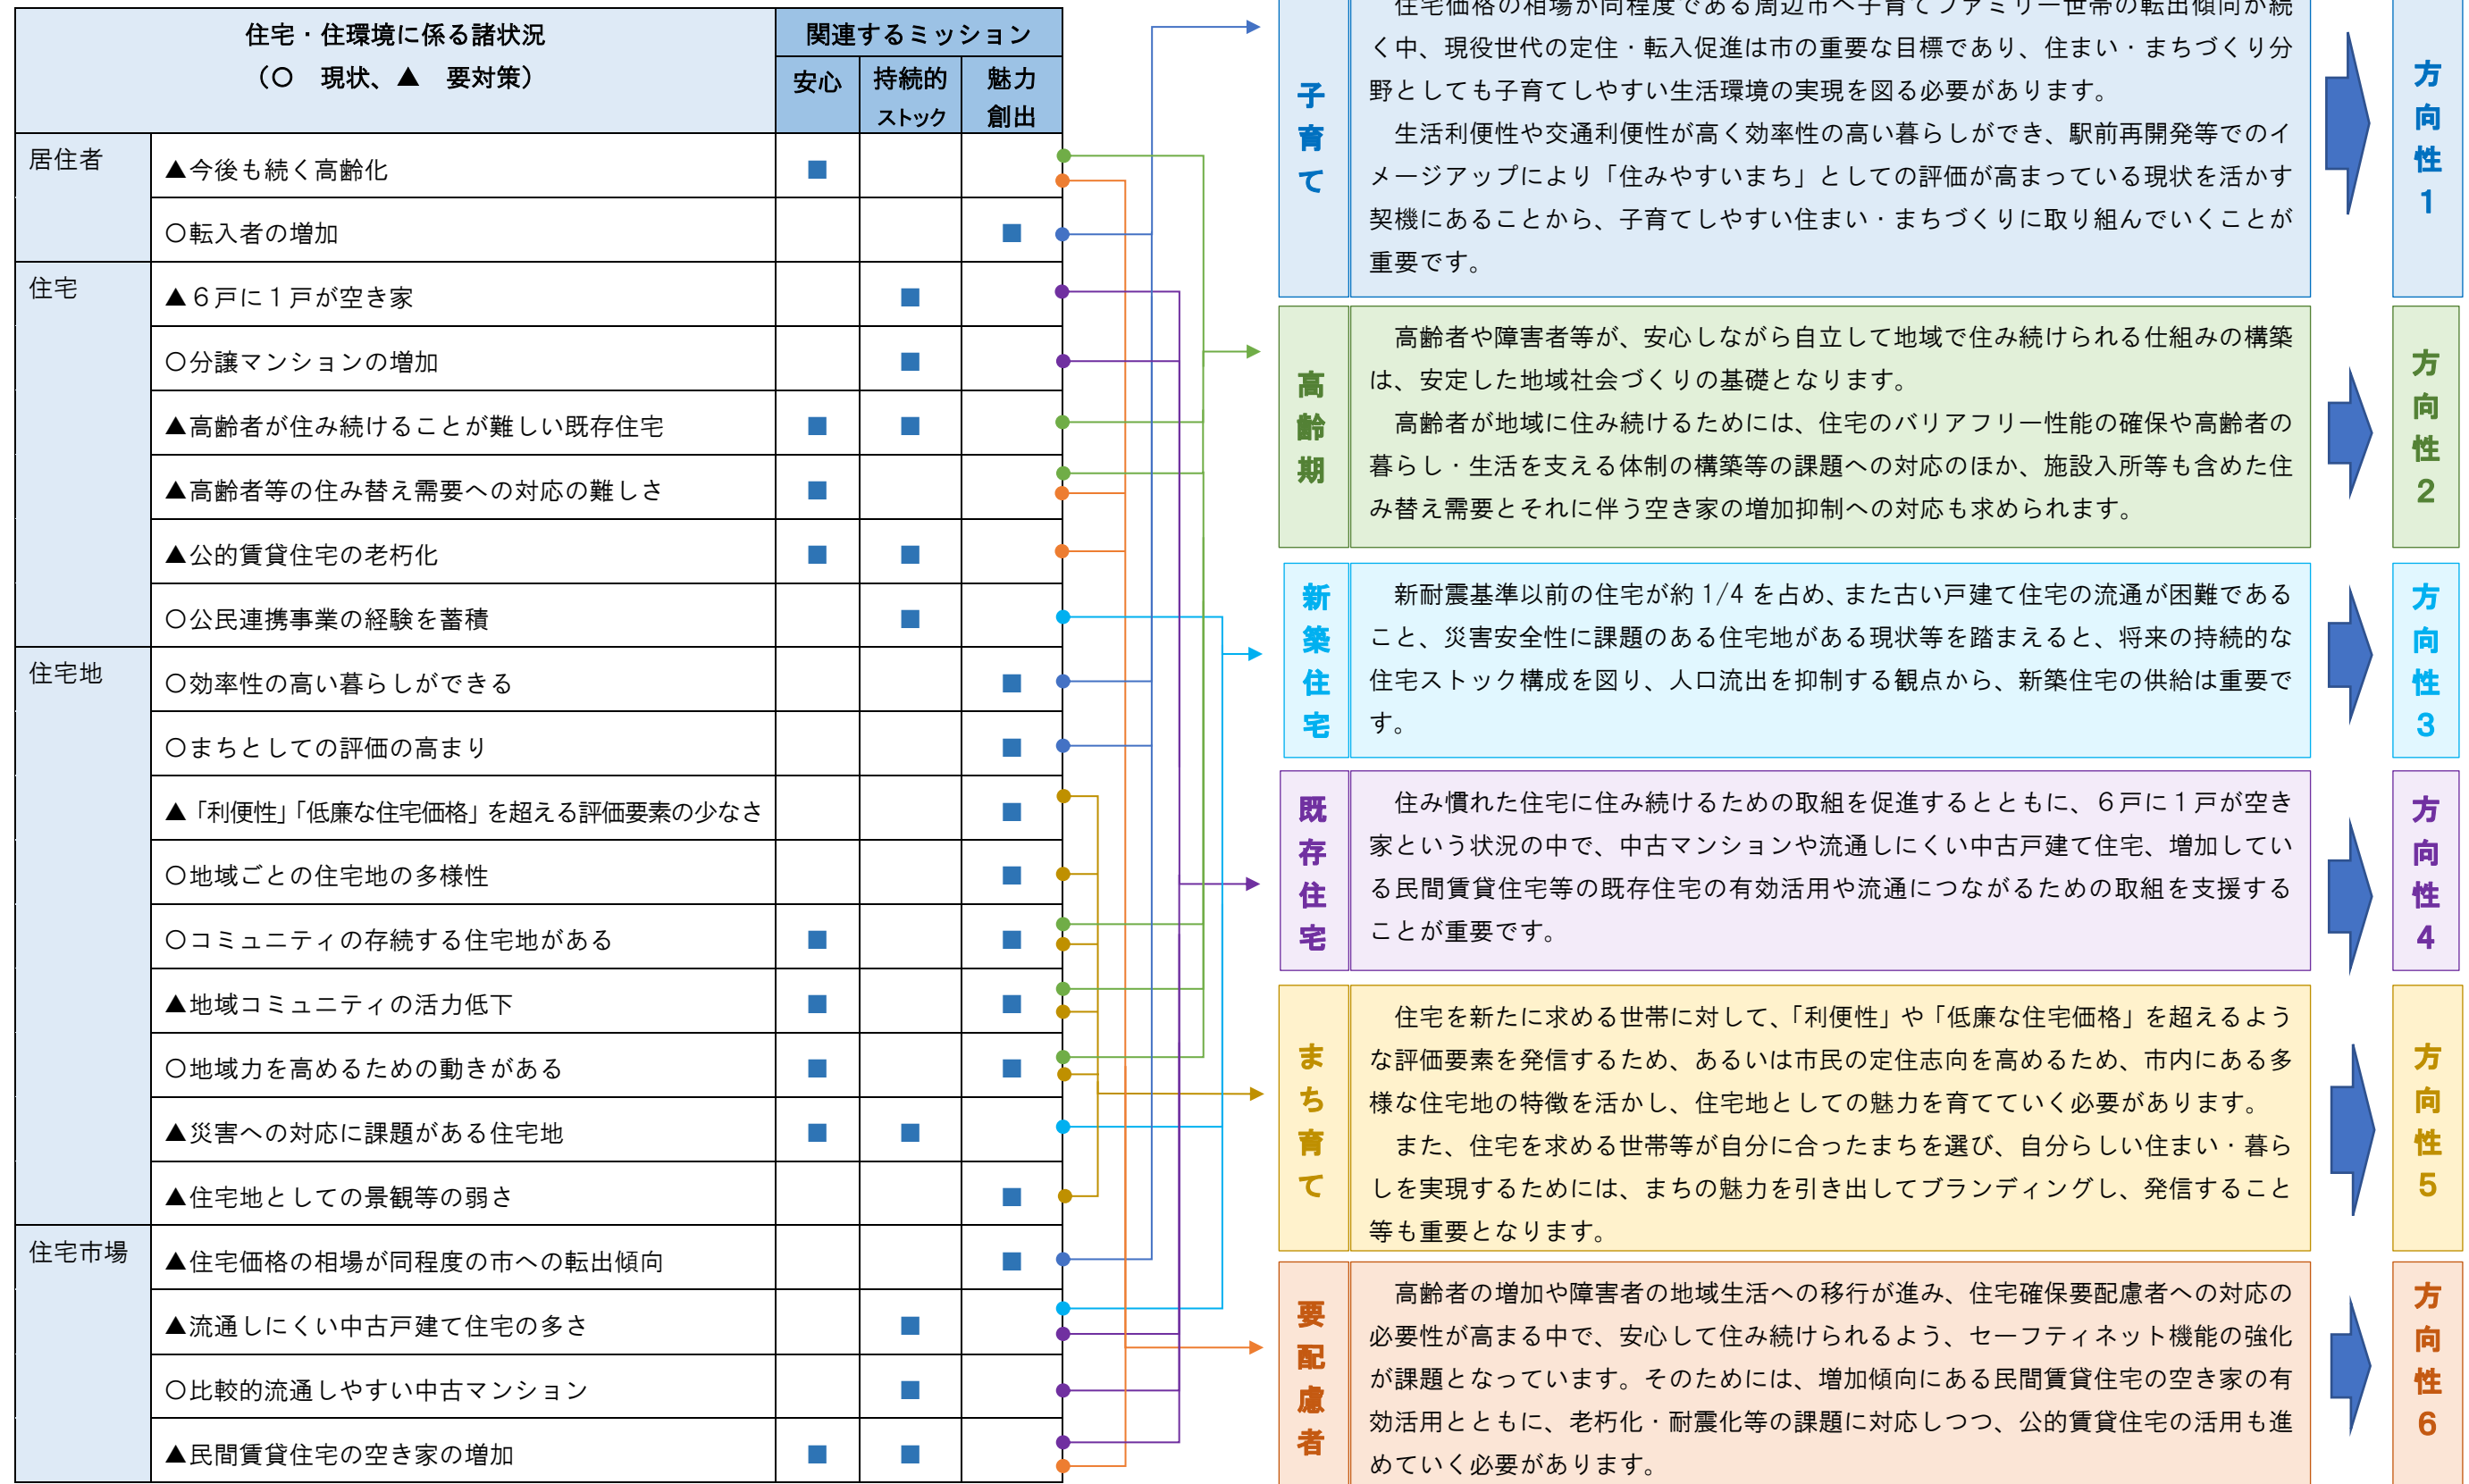 住宅・住環境に係る諸状況
(○ 現状、▲ 要対策)
関連するミッション
安心
持続的
ストック
魅力
創出
居住者
▲今後も続く高齢化 ■
○転入者の増加 ■
住宅
▲6戸に1戸が空き家 ■
○分譲マンションの増加 ■
▲高齢者が住み続けることが難しい既存住宅 ■ ■
▲高齢者等の住み替え需要への対応の難しさ ■
▲公的賃貸住宅の老朽化 ■ ■
○公民連携事業の経験を蓄積 ■
住宅地
○効率性の高い暮らしができる ■
○まちとしての評価の高まり ■
▲「利便性」「低廉な住宅価格」を超える評価要素の少なさ ■
○地域ごとの住宅地の多様性 ■
○コミュニティの存続する住宅地がある ■ ■
▲地域コミュニティの活力低下 ■ ■
○地域力を高めるための動きがある ■ ■
▲災害への対応に課題がある住宅地 ■ ■
▲住宅地としての景観等の弱さ ■
住宅市場
▲住宅価格の相場が同程度の市への転出傾向 ■
▲流通しにくい中古戸建て住宅の多さ ■
○比較的流通しやすい中古マンション ■
▲民間賃貸住宅の空き家の増加 ■ ■
子育て
住宅価格の相場が同程度である周辺市へ子育てファミリー世帯の転出傾向が続
く中、現役世代の定住・転入促進は市の重要な目標であり、住まい・まちづくり分
野としても子育てしやすい生活環境の実現を図る必要があります。
生活利便性や交通利便性が高く効率性の高い暮らしができ、駅前再開発等でのイ
メージアップにより「住みやすいまち」としての評価が高まっている現状を活かす
契機にあることから、子育てしやすい住まい・まちづくりに取り組んでいくことが
重要です。
方向性1
高齢期
高齢者や障害者等が、安心しながら自立して地域で住み続けられる仕組みの構築
は、安定した地域社会づくりの基礎となります。
高齢者が地域に住み続けるためには、住宅のバリアフリー性能の確保や高齢者の
暮らし・生活を支える体制の構築等の課題への対応のほか、施設入所等も含めた住
み替え需要とそれに伴う空き家の増加抑制への対応も求められます。
方向性2
新築住宅
新耐震基準以前の住宅が約1/4を占め、また古い戸建て住宅の流通が困難である
こと、災害安全性に課題のある住宅地がある現状等を踏まえると、将来の持続的な
住宅ストック構成を図り、人口流出を抑制する観点から、新築住宅の供給は重要で
す。
方向性3
既存住宅
住み慣れた住宅に住み続けるための取組を促進するとともに、6戸に1戸が空き
家という状況の中で、中古マンションや流通しにくい中古戸建て住宅、増加してい
る民間賃貸住宅等の既存住宅の有効活用や流通につながるための取組を支援する
ことが重要です。
方向性4
まち育て
住宅を新たに求める世帯に対して、「利便性」や「低廉な住宅価格」を超えるよう
な評価要素を発信するため、あるいは市民の定住志向を高めるため、市内にある多
様な住宅地の特徴を活かし、住宅地としての魅力を育てていく必要があります。
また、住宅を求める世帯等が自分に合ったまちを選び、自分らしい住まい・暮ら
しを実現するためには、まちの魅力を引き出してブランディングし、発信すること
等も重要となります。
方向性5
要配慮者
高齢者の増加や障害者の地域生活への移行が進み、住宅確保要配慮者への対応の
必要性が高まる中で、安心して住み続けられるよう、セーフティネット機能の強化
が課題となっています。そのためには、増加傾向にある民間賃貸住宅の空き家の有
効活用とともに、老朽化・耐震化等の課題に対応しつつ、公的賃貸住宅の活用も進
めていく必要があります。
方向性6